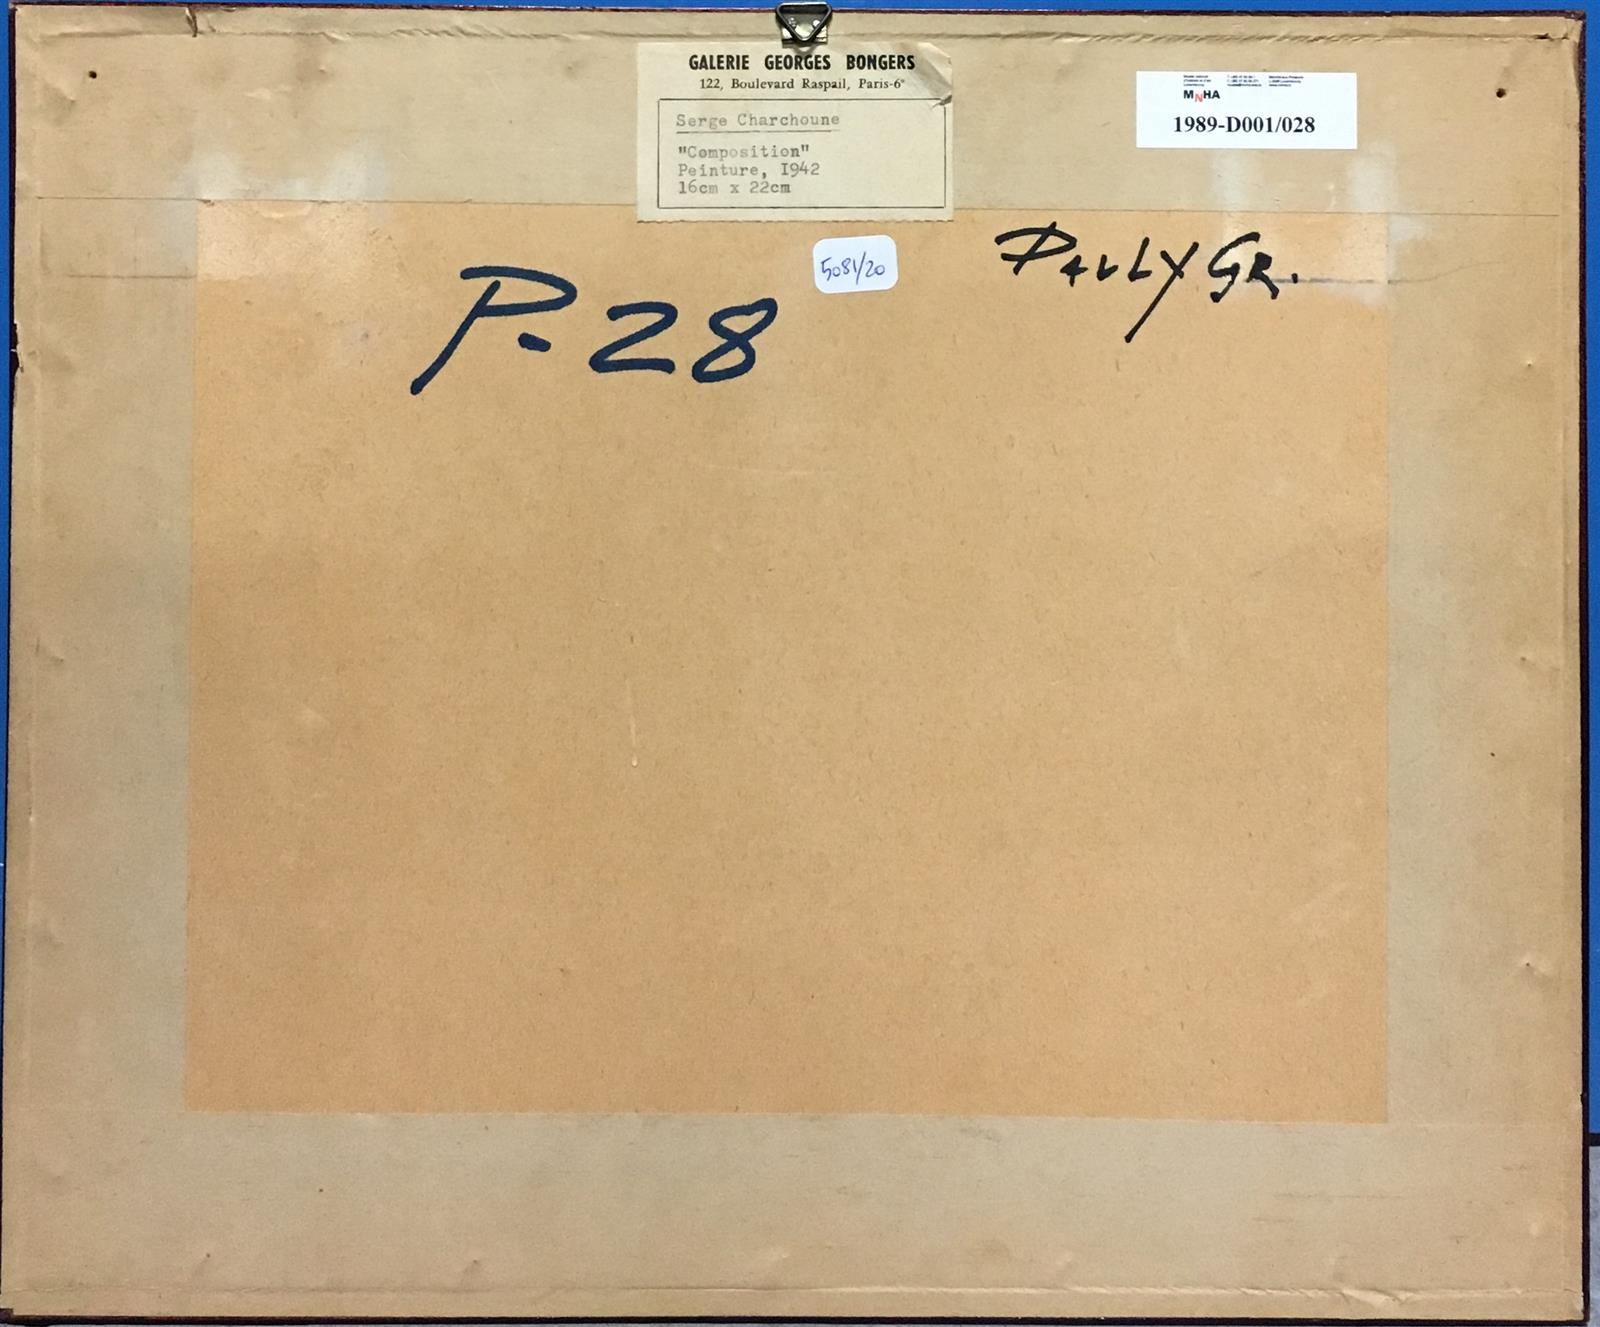 GALERIE GEORGES BONGERS
122, Boulevard Raspail, Paris-6e
Serge Charchoune
"Composition"
Peinture, I942
16cm x 22cm
MNHA
1989-D001/028
5081/20
PAULY GR.
P-28